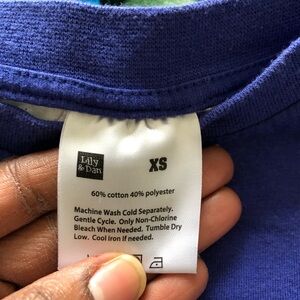 Lily
& Dan
XS
60% cotton 40% polyester
Machine Wash Cold Separately.
Gentle Cycle. Only Non-Chlorine
Bleach When Needed. Tumble Dry
Low. Cool Iron if needed.